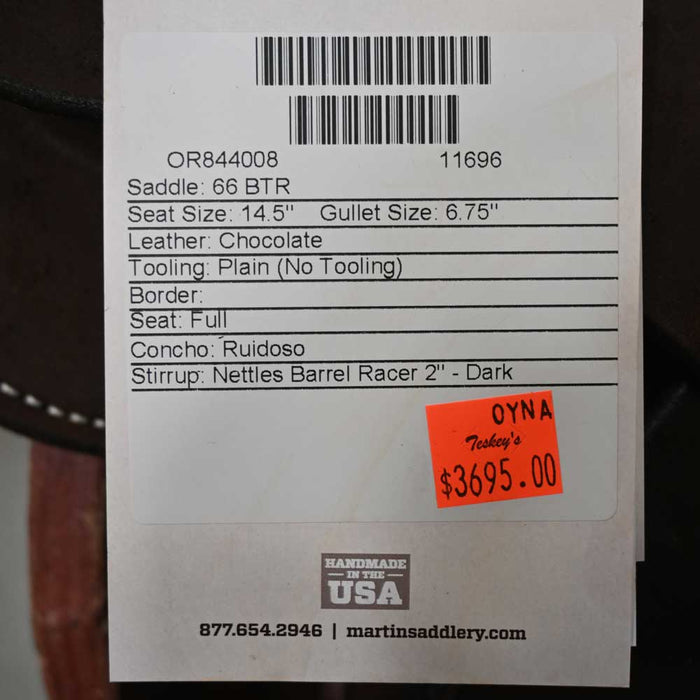 OR844008 11696
Saddle: 66 BTR
Seat Size: 14.5" Gullet Size: 6.75"
Leather: Chocolate
Tooling: Plain (No Tooling)
Border:
Seat: Full
Concho: Ruidoso
Stirrup: Nettles Barrel Racer 2" - Dark
OYNA
Teskey's
$3695.00
HANDMADE
IN THE
USA
877.654.2946 | martinsaddlery.com